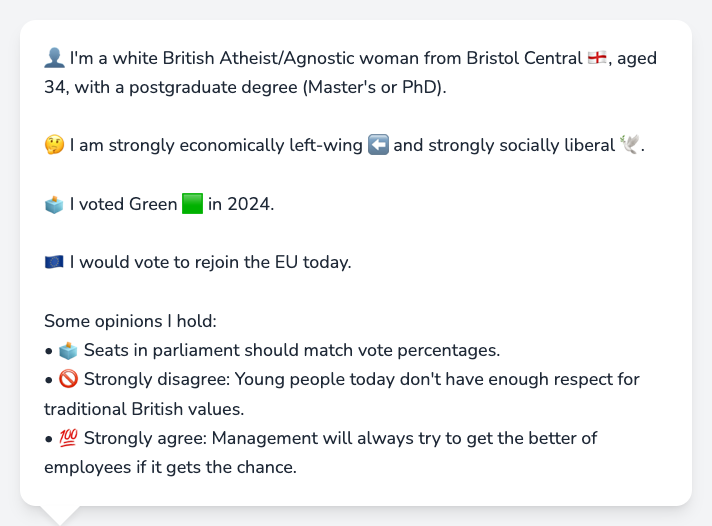 👤 I'm a white British Atheist/Agnostic woman from Bristol Central 🏴󠁧󠁢󠁥󠁮󠁧󠁿, aged
34, with a postgraduate degree (Master's or PhD).
🤔 I am strongly economically left-wing ⬅️ and strongly socially liberal 🕊️.
🗳️ I voted Green 🟩 in 2024.
🇪🇺 I would vote to rejoin the EU today.
Some opinions I hold:
• 🗳️ Seats in parliament should match vote percentages.
• 🚫 Strongly disagree: Young people today don't have enough respect for
traditional British values.
• 💯 Strongly agree: Management will always try to get the better of
employees if it gets the chance.